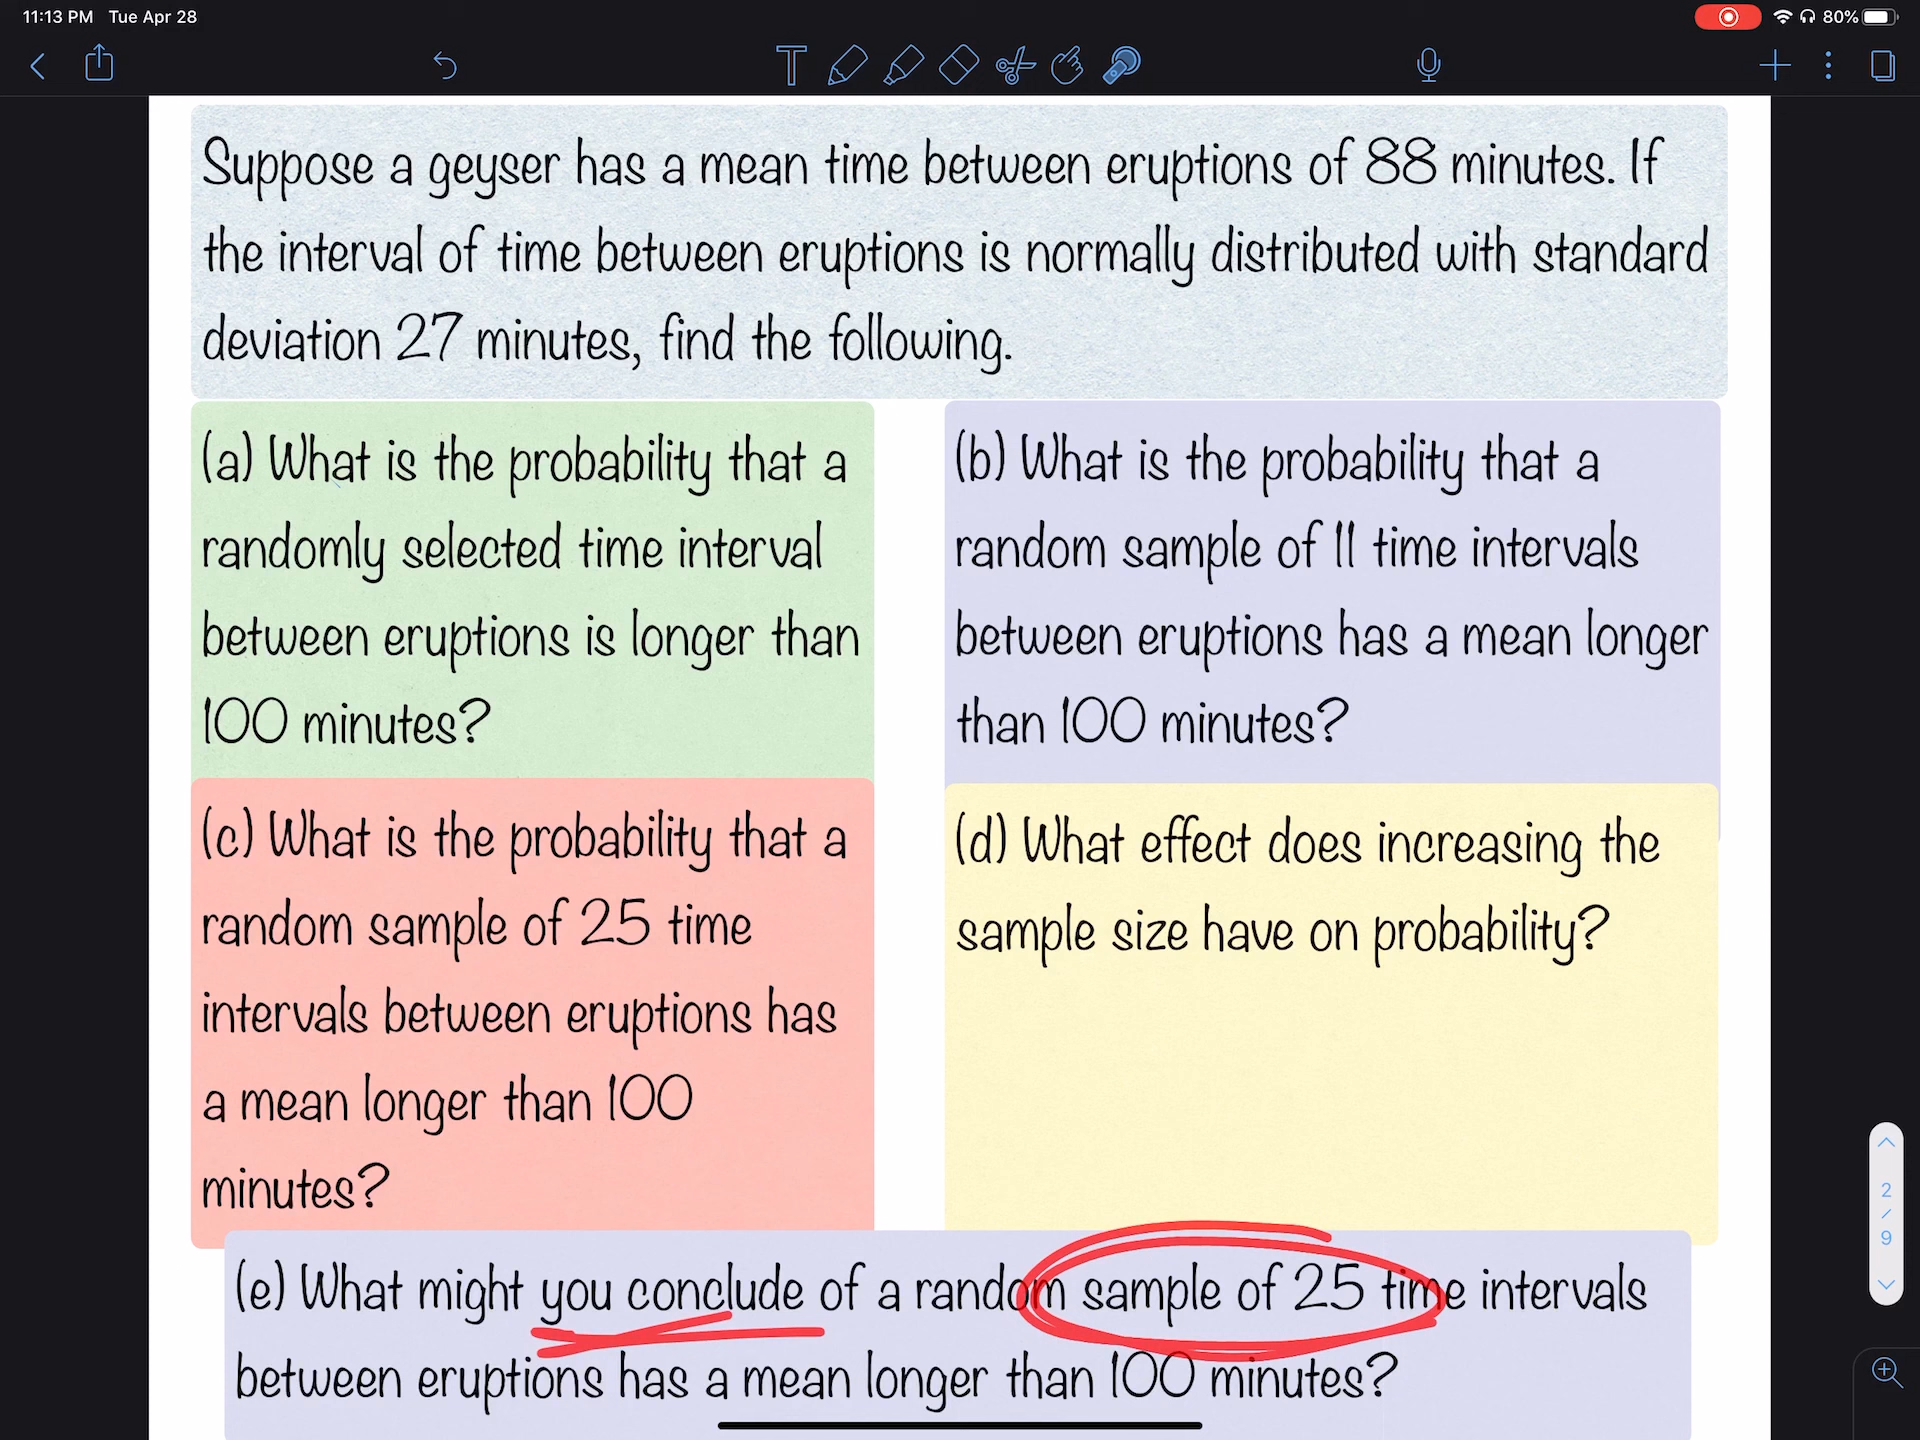 11:13 PM Tue Apr 28
80%
T
Suppose a geyser has a mean time between eruptions of 88 minutes. If
the interval of time between eruptions is normally distributed with standard
deviation 27 minutes, find the following.
(a) What is the probability that a
randomly selected time interval
between eruptions is longer than
100 minutes?
(b) What is the probability that a
random sample of 11 time intervals
between eruptions has a mean longer
than 100 minutes?
(c) What is the probability that a
random sample of 25 time
intervals between eruptions has
a mean longer than 100
minutes?
(d) What effect does increasing the
sample size have on probability?
(e) What might you conclude of a random sample of 25 time intervals
between eruptions has a mean longer than 100 minutes?
2
/
9